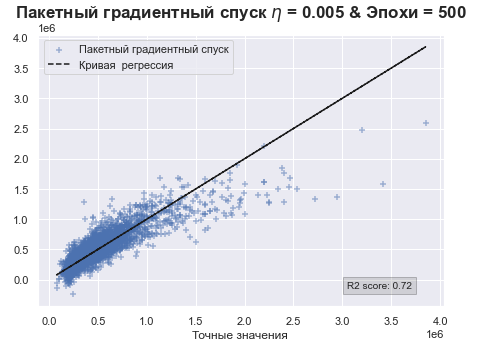 Пакетный градиентный спуск η = 0.005 & Эпохи = 500
1e6
4.0
3.5
3.0
2.5
2.0
1.5
1.0
0.5
0.0
Пакетный градиентный спуск
Кривая регрессии
R2 score: 0.72
0.0 0.5 1.0 1.5 2.0 2.5 3.0 3.5 4.0
Точные значения
1e6